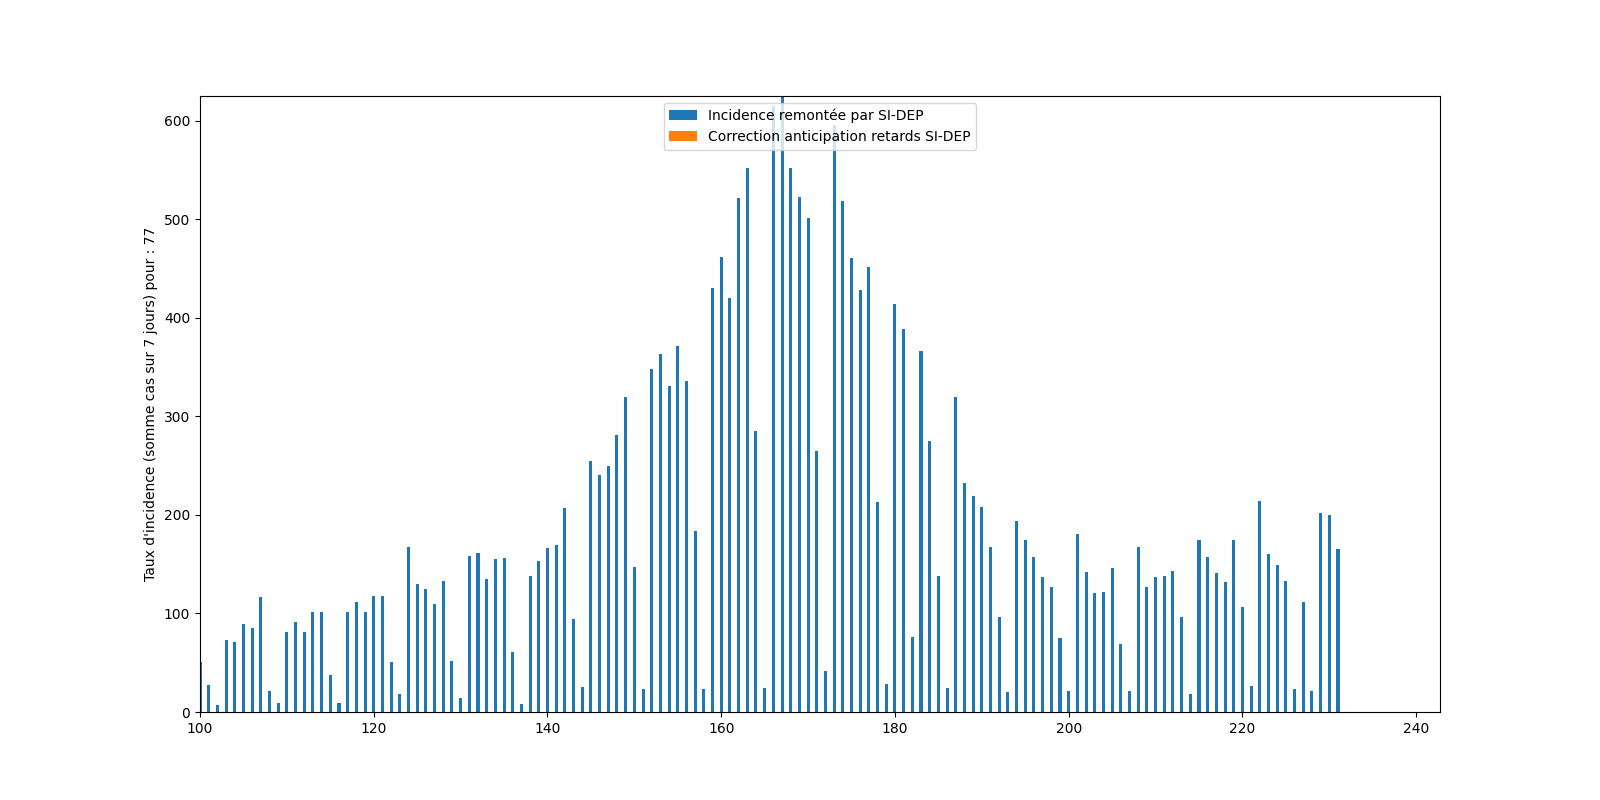 Incidence remontée par SI-DEP
Correction anticipation retards SI-DEP
Taux d'incidence (somme cas sur 7 jours) pour : 77
600
500
400
300
200
100
0
100 120 140 160 180 200 220 240